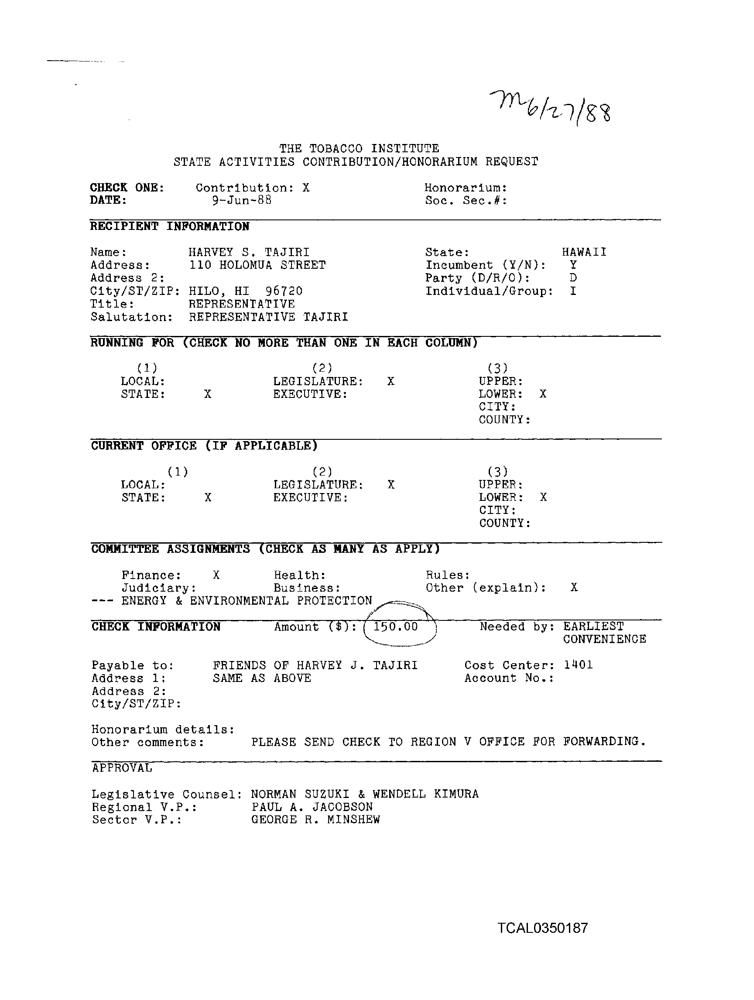 m 6/27/88
THE TOBACCO INSTITUTE
STATE ACTIVITIES CONTRIBUTION/HONORARIUM REQUEST
CHECK ONE: Contribution: X Honorarium:
DATE: 9-Jun-88 Soc. Sec.#:
RECIPIENT INFORMATION
Name: HARVEY S. TAJIRI State: HAWAII
Address: 110 HOLOMUA STREET Incumbent (Y/N): Y
Address 2: Party (D/R/O): D
City/ST/ZIP: HILO, HI 96720 Individual/Group: I
Title: REPRESENTATIVE
Salutation: REPRESENTATIVE TAJIRI
RUNNING FOR (CHECK NO MORE THAN ONE IN EACH COLUMN)
(1) (2) (3)
LOCAL: LEGISLATURE: X UPPER:
STATE: X EXECUTIVE: LOWER: X
CITY:
COUNTY:
CURRENT OFFICE (IF APPLICABLE)
(1) (2) (3)
LOCAL: LEGISLATURE: X UPPER:
STATE: X EXECUTIVE: LOWER: X
CITY:
COUNTY:
COMMITTEE ASSIGNMENTS (CHECK AS MANY AS APPLY)
Finance: X Health: Rules:
Judiciary: Business: Other (explain): X
--- ENERGY & ENVIRONMENTAL PROTECTION
CHECK INFORMATION Amount ($): 150.00 Needed by: EARLIEST
CONVENIENCE
Payable to: FRIENDS OF HARVEY J. TAJIRI Cost Center: 1401
Address 1: SAME AS ABOVE Account No.:
Address 2:
City/ST/ZIP:
Honorarium details:
Other comments: PLEASE SEND CHECK TO REGION V OFFICE FOR FORWARDING.
APPROVAL
Legislative Counsel: NORMAN SUZUKI & WENDELL KIMURA
Regional V.P.: PAUL A. JACOBSON
Sector V.P.: GEORGE R. MINSHEW
TCAL0350187